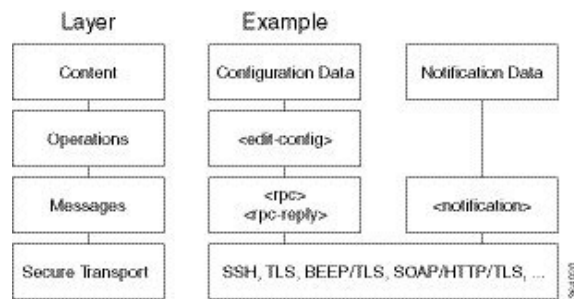 Layer Example
Content Configuration Data Notification Data
Operations <edit-config>
Messages <rpc> <notification>
<rpc-reply>
Secure Transport SSH, TLS, BEEP/TLS, SOAP/HTTP/TLS, ...